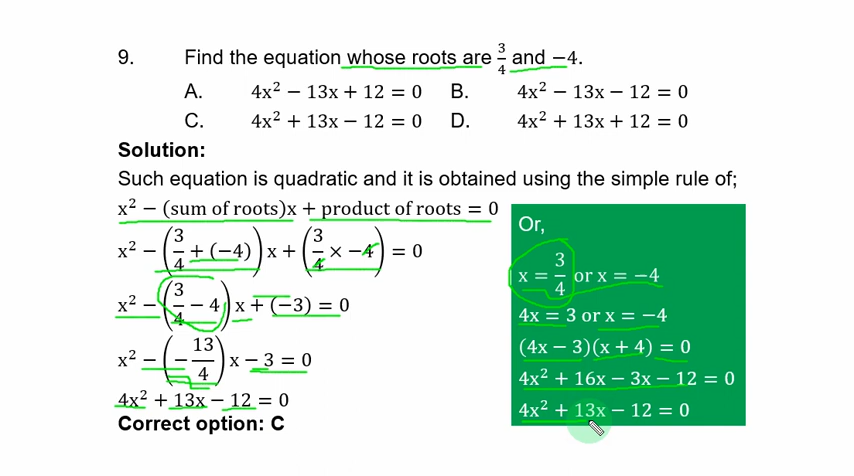 9. Find the equation whose roots are 3/4 and −4.
A. 4x² − 13x + 12 = 0 B. 4x² − 13x − 12 = 0
C. 4x² + 13x − 12 = 0 D. 4x² + 13x + 12 = 0
Solution:
Such equation is quadratic and it is obtained using the simple rule of;
x² − (sum of roots)x + product of roots = 0
x² − (3/4 + (−4)) x + (3/4 × −4) = 0
x² − (3/4 − 4) x + (−3) = 0
x² − (− 13/4) x − 3 = 0
4x² + 13x − 12 = 0
Correct option: C
Or,
x = 3/4 or x = −4
4x = 3 or x = −4
(4x − 3)(x + 4) = 0
4x² + 16x − 3x − 12 = 0
4x² + 13x − 12 = 0